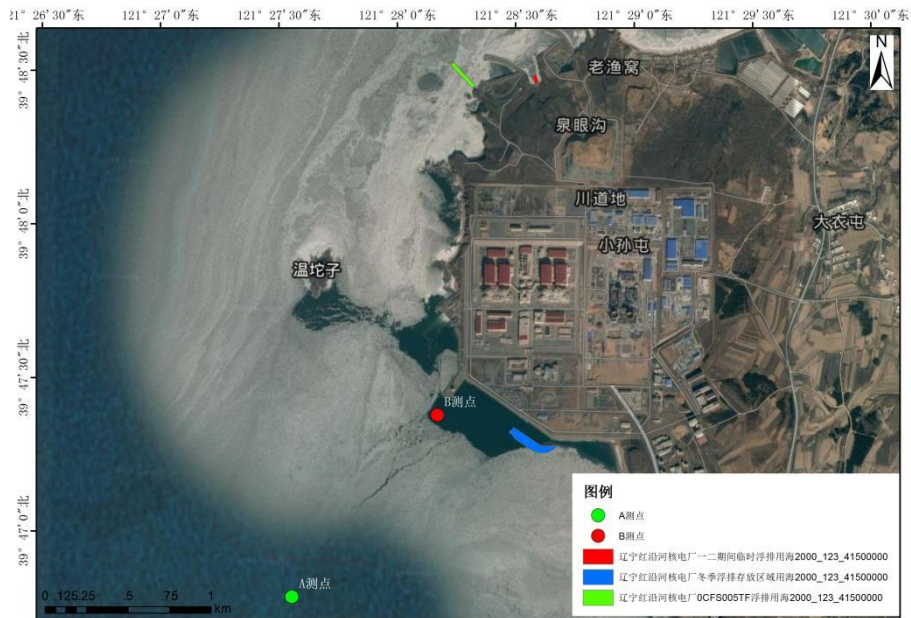 21° 26′30″东 121° 27′0″东 121° 27′30″东 121° 28′0″东 121° 28′30″东 121° 29′0″东 121° 29′30″东 121° 30′0″东
N
39° 48′30″北
老渔窝
泉眼沟
39° 48′0″北
川道地
大衣屯
小孙屯
温坨子
39° 47′30″北
B测点
图例
A测点
B测点
辽宁红沿河核电厂一二期间临时浮排用海2000_123_41500000
辽宁红沿河核电厂冬季浮排存放区域用海2000_123_41500000
辽宁红沿河核电厂0CFS005TF浮排用海2000_123_41500000
39° 47′0″北
A测点
0 .125.25 .5 .75 1
km